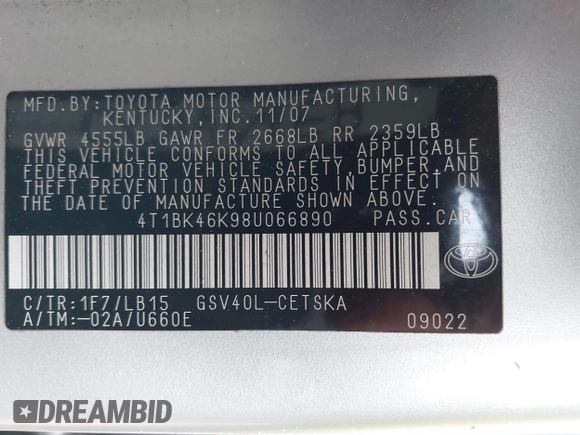 MFD.BY:TOYOTA MOTOR MANUFACTURING,
KENTUCKY,INC.11/07
GVWR 4555LB GAWR FR 2668LB RR 2359LB
THIS VEHICLE CONFORMS TO ALL APPLICABLE
FEDERAL MOTOR VEHICLE SAFETY,BUMPER,AND
THEFT PREVENTION STANDARDS IN EFFECT ON
THE DATE OF MANUFACTURE SHOWN ABOVE.
4T1BK46K98U066890 PASS.CAR
C/TR:1F7/LB15 GSV40L-CETSKA
A/TM:-02A/U660E 09022
DREAMBID